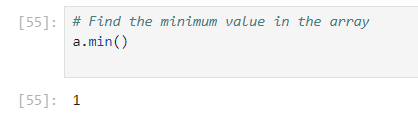 [55]: # Find the minimum value in the array
a.min()
[55]: 1